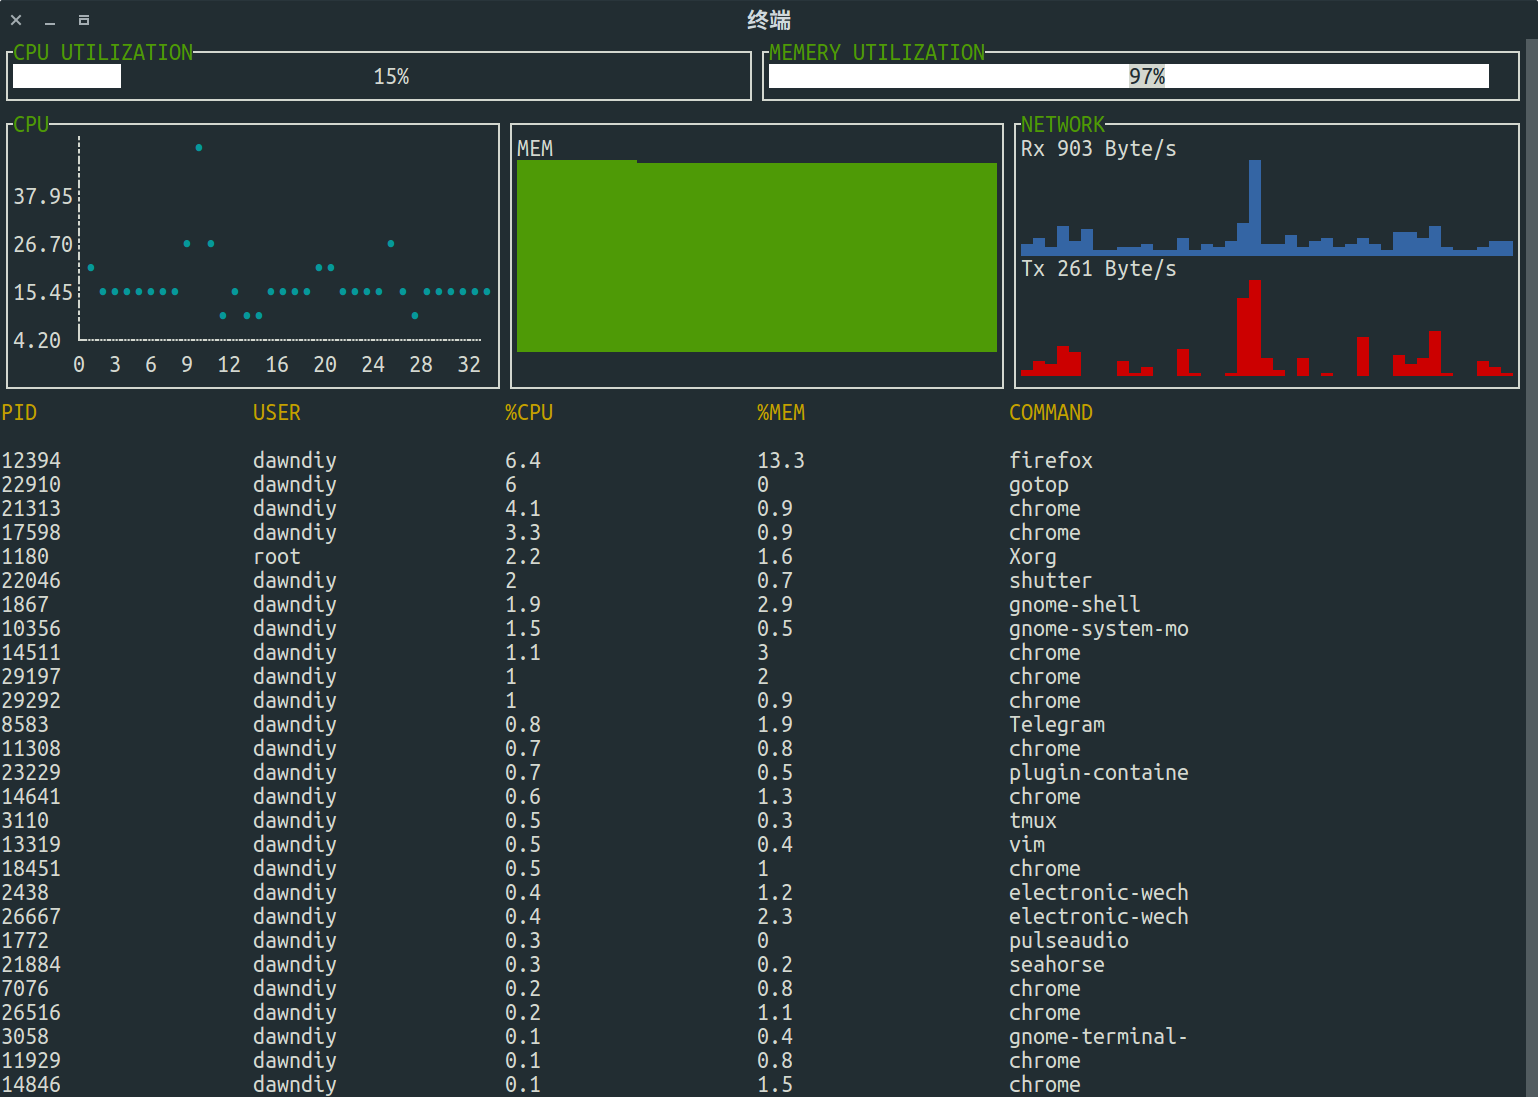 终端
CPU UTILIZATION
15%
MEMERY UTILIZATION
97%
CPU
37.95
26.70
15.45
4.20
0 3 6 9 12 16 20 24 28 32
MEM
NETWORK
Rx 903 Byte/s
Tx 261 Byte/s
PID USER %CPU %MEM COMMAND
12394 dawndiy 6.4 13.3 firefox
22910 dawndiy 6 0 gotop
21313 dawndiy 4.1 0.9 chrome
17598 dawndiy 3.3 0.9 chrome
1180 root 2.2 1.6 Xorg
22046 dawndiy 2 0.7 shutter
1867 dawndiy 1.9 2.9 gnome-shell
10356 dawndiy 1.5 0.5 gnome-system-mo
14511 dawndiy 1.1 3 chrome
29197 dawndiy 1 2 chrome
29292 dawndiy 1 0.9 chrome
8583 dawndiy 0.8 1.9 Telegram
11308 dawndiy 0.7 0.8 chrome
23229 dawndiy 0.7 0.5 plugin-containe
14641 dawndiy 0.6 1.3 chrome
3110 dawndiy 0.5 0.3 tmux
13319 dawndiy 0.5 0.4 vim
18451 dawndiy 0.5 1 chrome
2438 dawndiy 0.4 1.2 electronic-wech
26667 dawndiy 0.4 2.3 electronic-wech
1772 dawndiy 0.3 0 pulseaudio
21884 dawndiy 0.3 0.2 seahorse
7076 dawndiy 0.2 0.8 chrome
26516 dawndiy 0.2 1.1 chrome
3058 dawndiy 0.1 0.4 gnome-terminal-
11929 dawndiy 0.1 0.8 chrome
14846 dawndiy 0.1 1.5 chrome